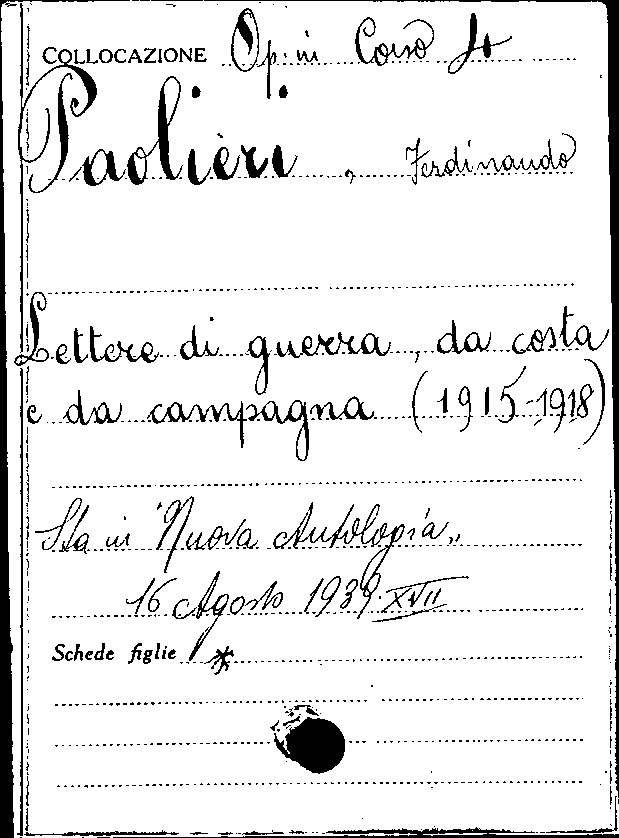 COLLOCAZIONE Op. in Corso 4
Paolieri, Ferdinando
Lettere di guerra, da costa
e da campagna (1915-1918)
Sta in "Nuova Antologia„
16 Agosto 1939 XVII
Schede figlie *